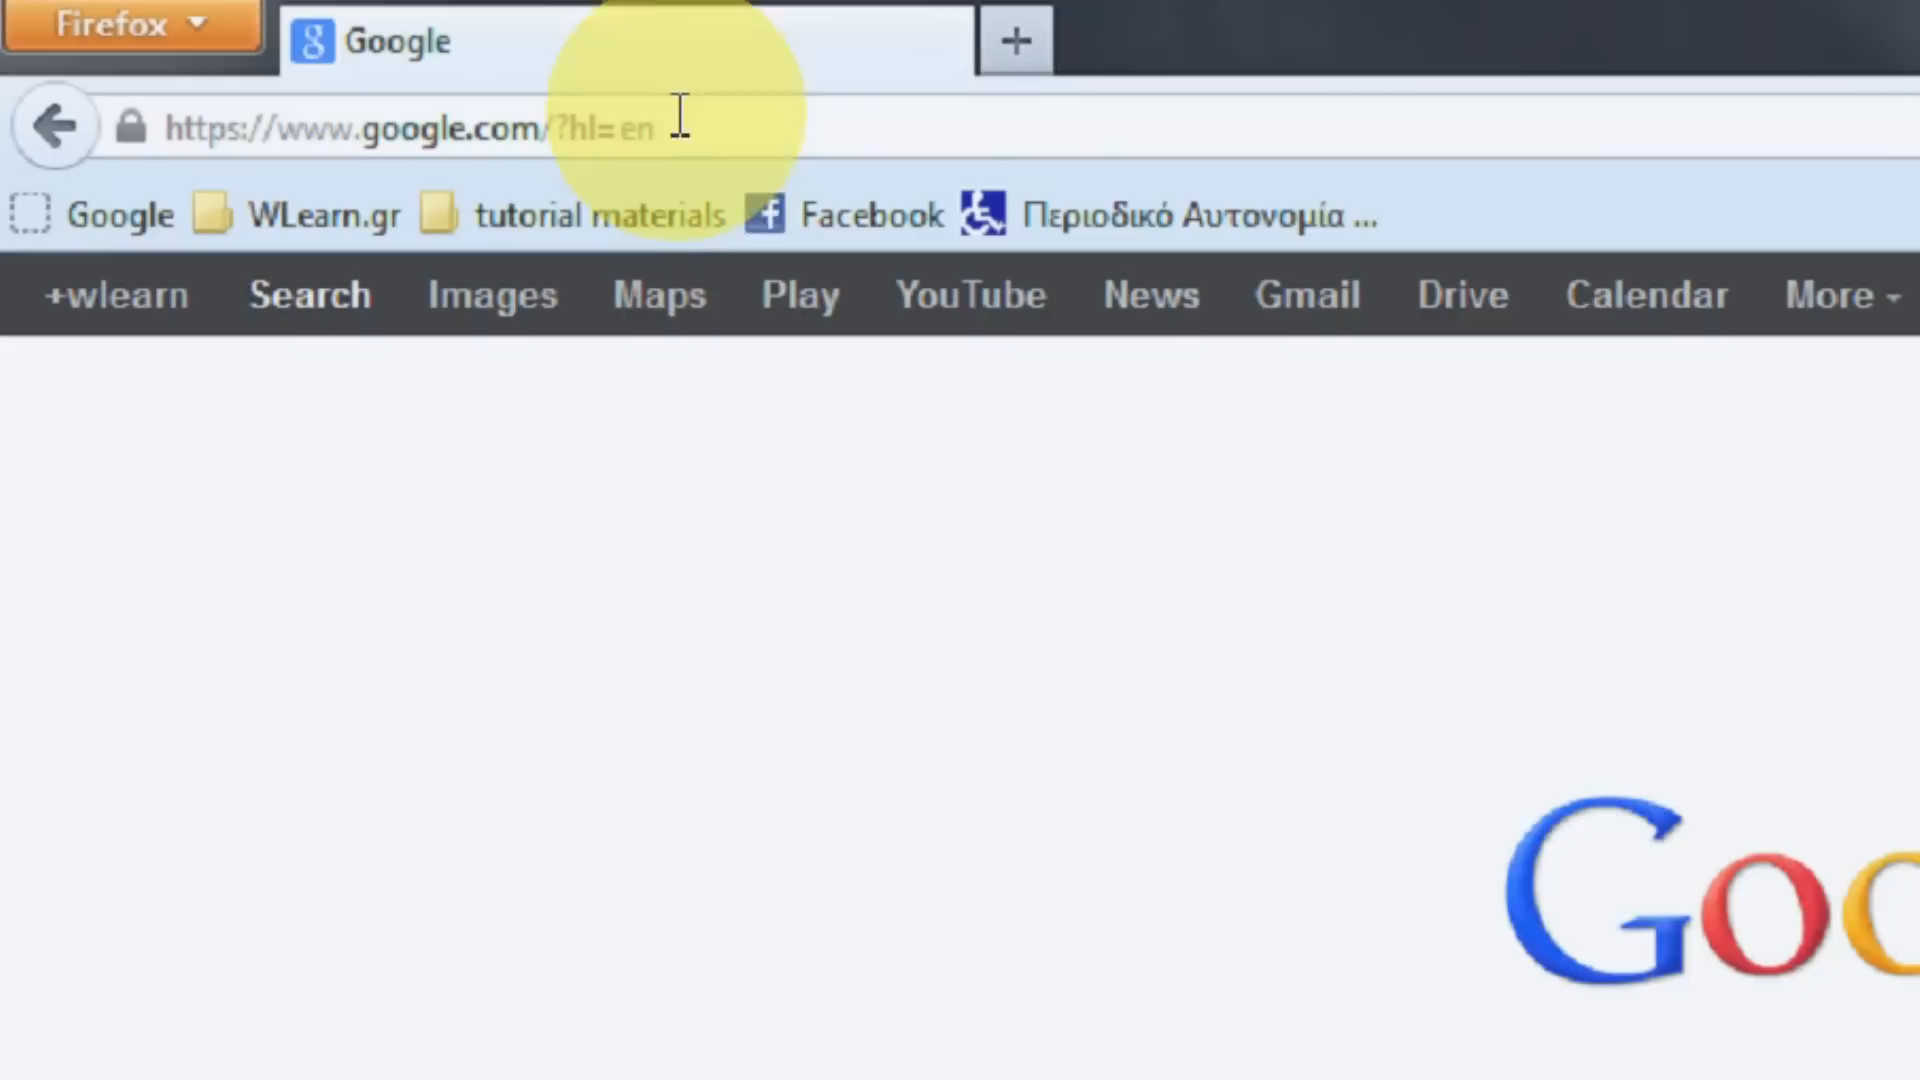 Firefox
Google
https://www.google.com/?hl=en
Google WLearn.gr tutorial materials Facebook Περιοδικό Αυτονομία ...
+wlearn Search Images Maps Play YouTube News Gmail Drive Calendar More
Goo